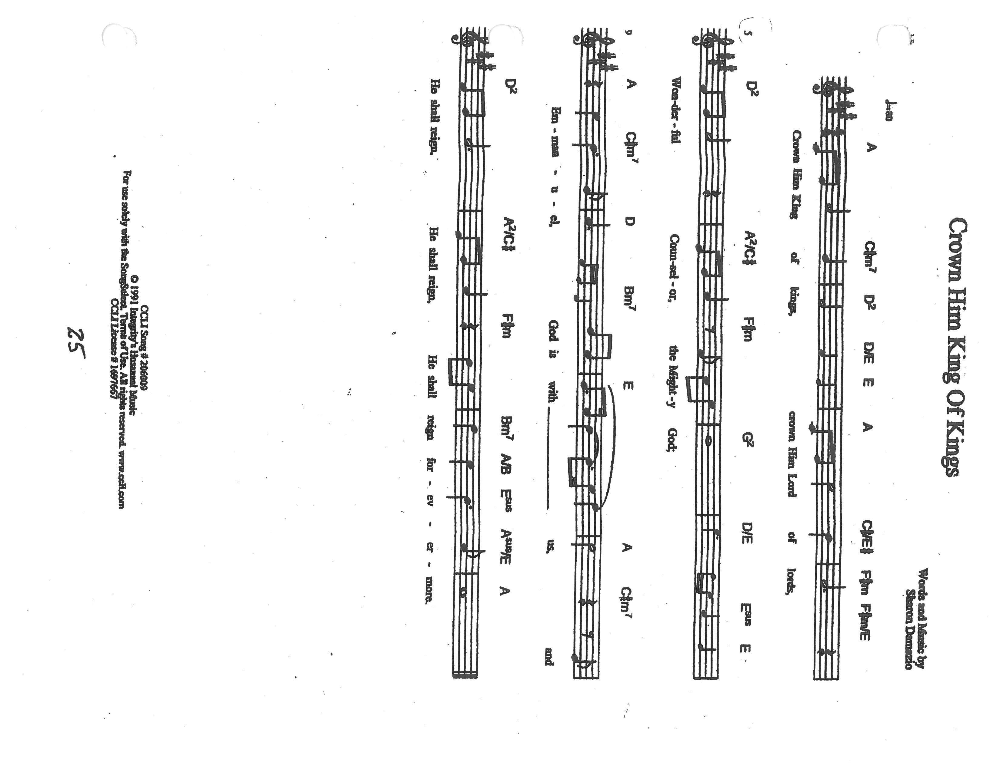 Crown Him King Of Kings
Words and Music by
Sharon Damazio
♩=80
A C#m7 D2 D/E E A C#/E# F#m F#m/E
Crown Him King of kings, crown Him Lord of lords,
5
D2 A2/C# F#m G2 D/E Esus E
Won-der-ful Coun-sel-or, the Might-y God;
9
A C#m7 D Bm7 E A C#m7
Em-man-u-el, God is with us, and
D2 A2/C# F#m Bm7 A/B Esus Asus/E A
He shall reign, He shall reign, He shall reign for-ev-er-more.
CCLI Song # 206009
© 1991 Integrity's Hosanna! Music
For use solely with the SongSelect. Terms of Use. All rights reserved. www.ccli.com
CCLI License # 1697667
25